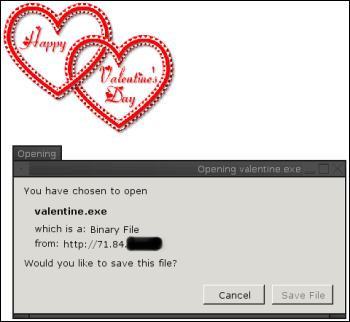 Happy
Valentine's
Day
Opening
Opening valentine.exe
You have chosen to open
valentine.exe
which is a: Binary File
from: http://71.84.
Would you like to save this file?
Cancel Save File